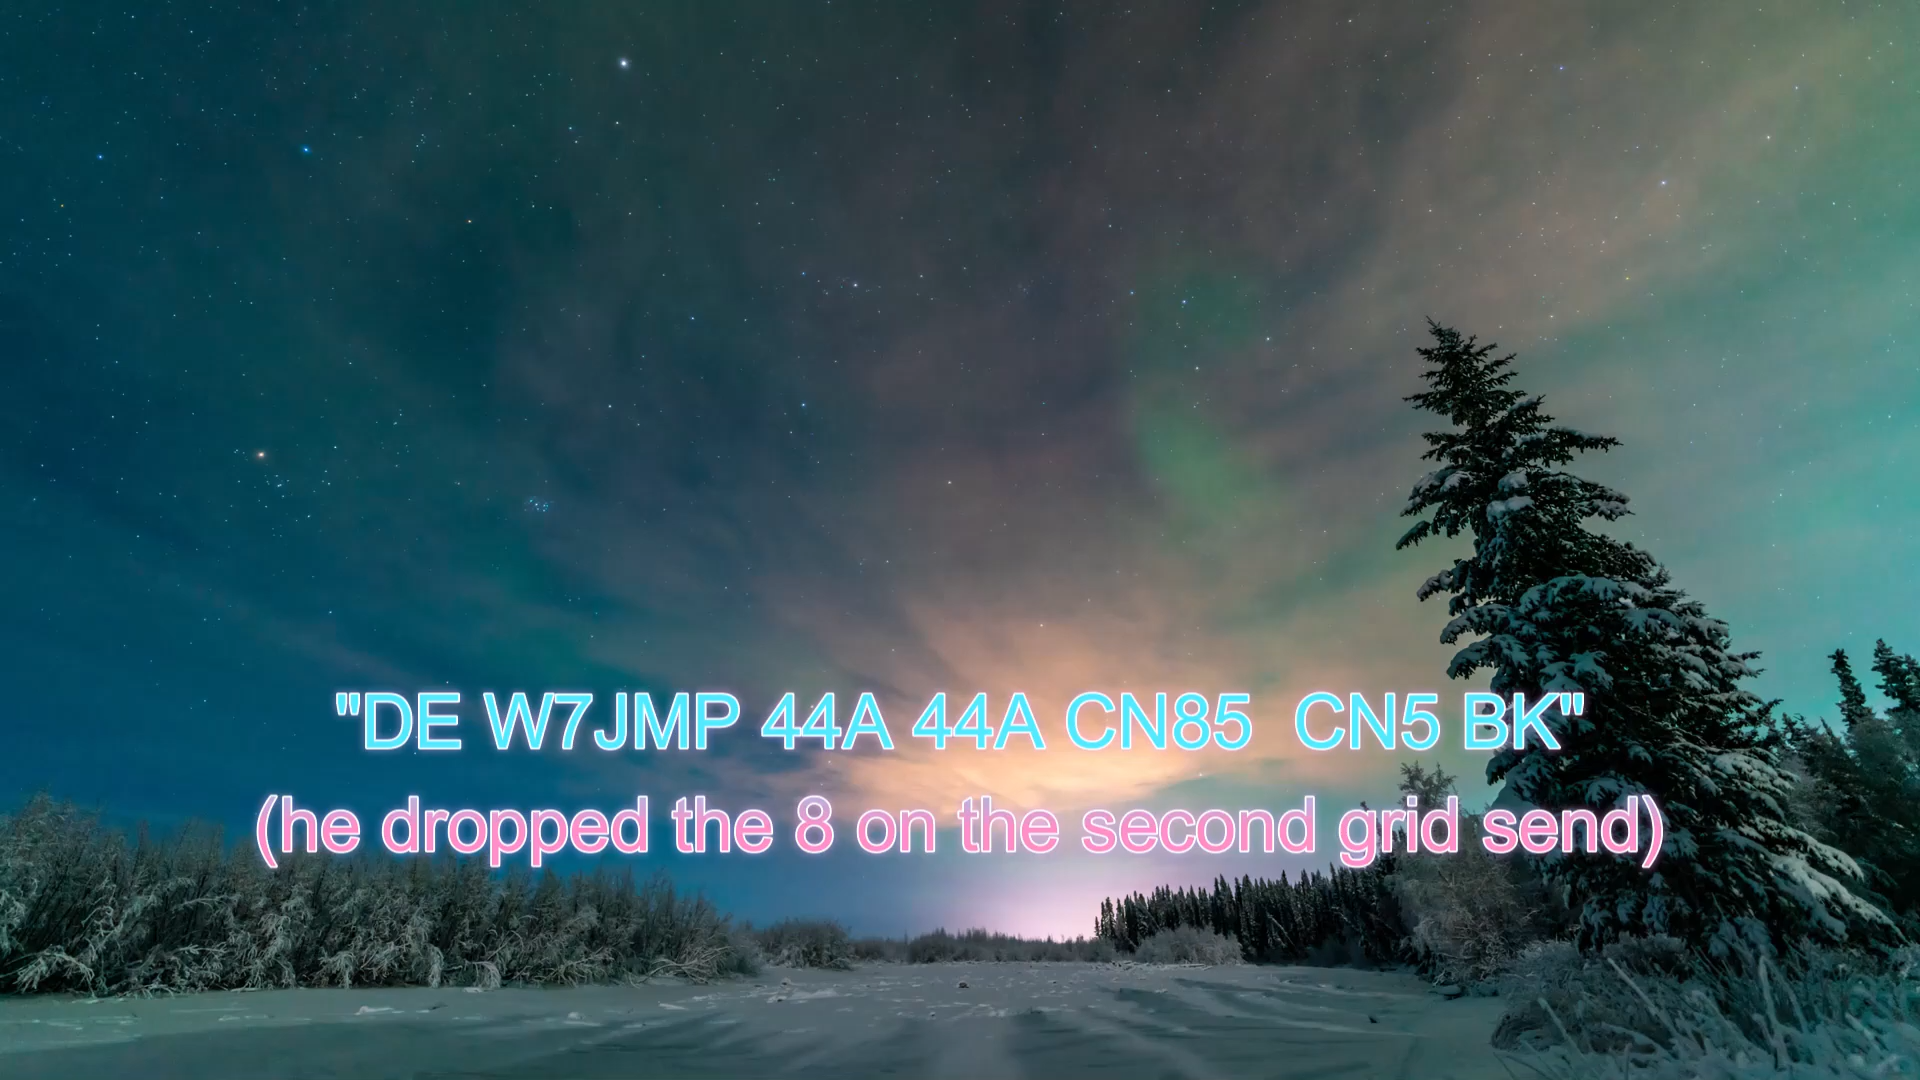 "DE W7JMP 44A 44A CN85  CN5 BK"
(he dropped the 8 on the second grid send)